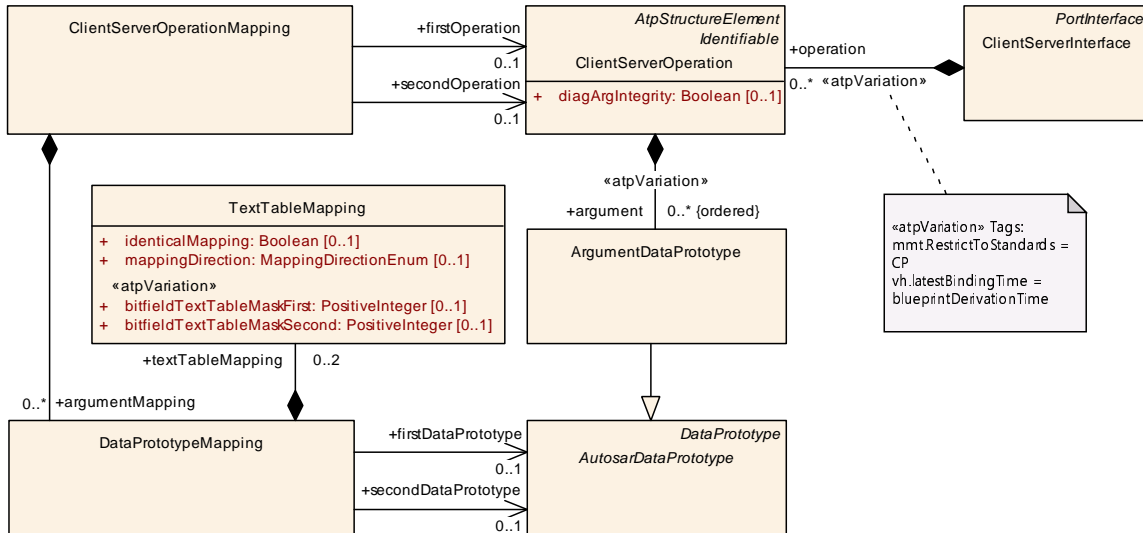 ClientServerOperationMapping
+firstOperation
0..1
+secondOperation
0..1
AtpStructureElement
Identifiable
ClientServerOperation
+ diagArgIntegrity: Boolean [0..1]
+operation
0..*
«atpVariation»
PortInterface
ClientServerInterface
«atpVariation»
+argument
0..* {ordered}
«atpVariation» Tags:
mmt.RestrictToStandards =
CP
vh.latestBindingTime =
blueprintDerivationTime
TextTableMapping
+ identicalMapping: Boolean [0..1]
+ mappingDirection: MappingDirectionEnum [0..1]
«atpVariation»
+ bitfieldTextTableMaskFirst: PositiveInteger [0..1]
+ bitfieldTextTableMaskSecond: PositiveInteger [0..1]
ArgumentDataPrototype
+textTableMapping
0..2
0..*
+argumentMapping
DataPrototypeMapping
+firstDataPrototype
0..1
+secondDataPrototype
0..1
DataPrototype
AutosarDataPrototype